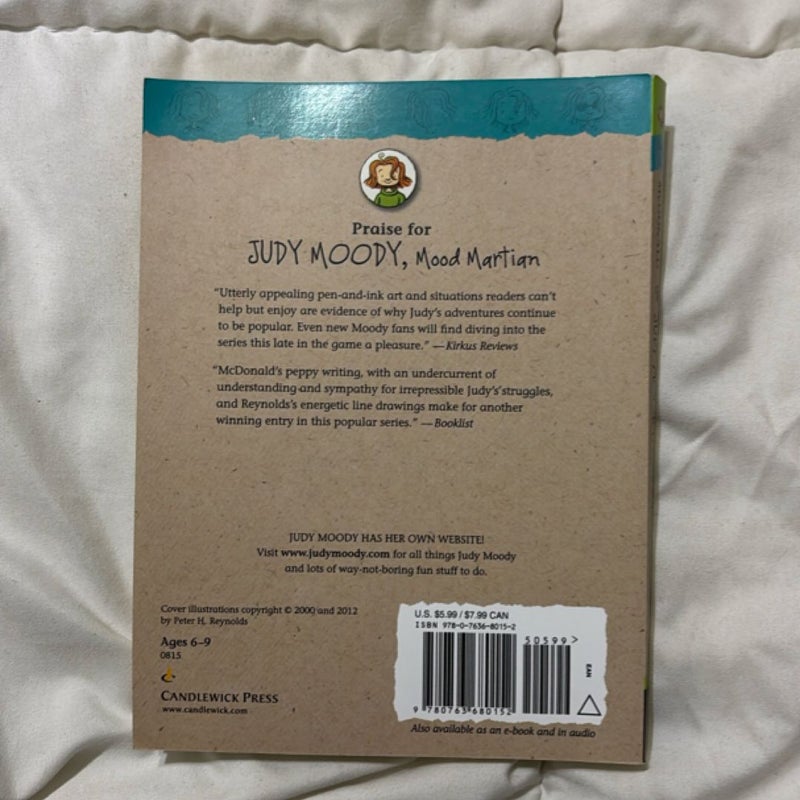 Praise for
JUDY MOODY, Mood Martian
"Utterly appealing pen-and-ink art and situations readers can't
help but enjoy are evidence of why Judy's adventures continue
to be popular. Even new Moody fans will find diving into the
series this late in the game a pleasure." —Kirkus Reviews
"McDonald's peppy writing, with an undercurrent of
understanding and sympathy for irrepressible Judy's struggles,
and Reynolds's energetic line drawings make for another
winning entry in this popular series." —Booklist
JUDY MOODY HAS HER OWN WEBSITE!
Visit www.judymoody.com for all things Judy Moody
and lots of way-not-boring fun stuff to do.
Cover illustrations copyright © 2000 and 2012
by Peter H. Reynolds
Ages 6–9
0815
CANDLEWICK PRESS
www.candlewick.com
U.S. $5.99 / $7.99 CAN
ISBN 978-0-7636-8015-2
50599>
EAN
9 780763 680152
Also available as an e-book and in audio